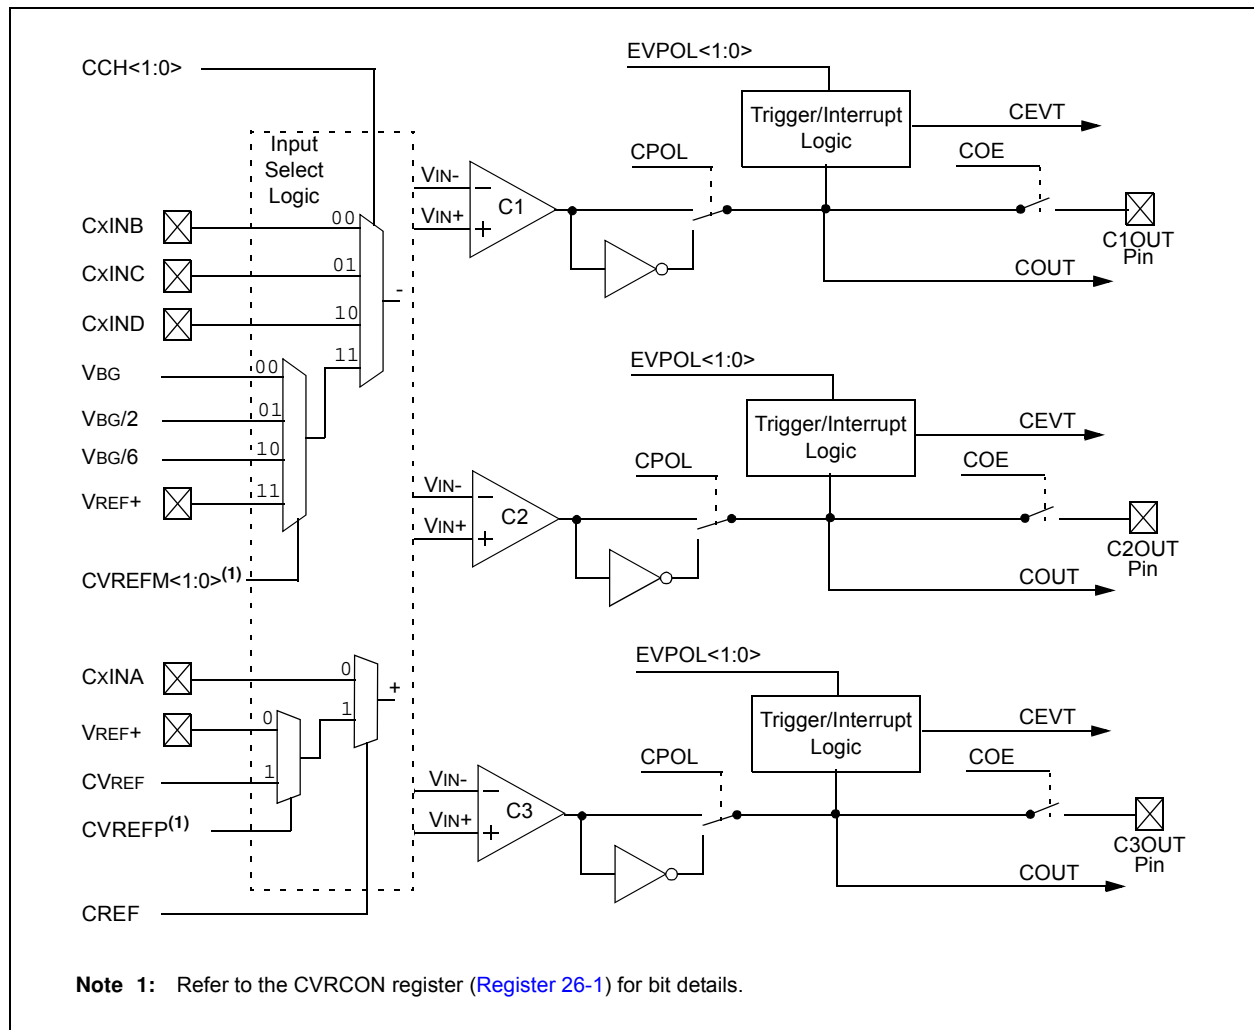 CCH<1:0>
Input
Select
Logic
CxINB
00
CxINC
01
CxIND
10
-
11
VBG
00
VBG/2
01
VBG/6
10
VREF+
11
CVREFM<1:0>(1)
CxINA
0
+
VREF+
0
1
CVREF
1
CVREFP(1)
CREF
EVPOL<1:0>
Trigger/Interrupt
Logic
CEVT
CPOL
COE
VIN-
-
C1
VIN+
+
C1OUT
Pin
COUT
EVPOL<1:0>
Trigger/Interrupt
Logic
CEVT
CPOL
COE
VIN-
-
C2
VIN+
+
C2OUT
Pin
COUT
EVPOL<1:0>
Trigger/Interrupt
Logic
CEVT
CPOL
COE
VIN-
-
C3
VIN+
+
C3OUT
Pin
COUT
Note 1: Refer to the CVRCON register (Register 26-1) for bit details.